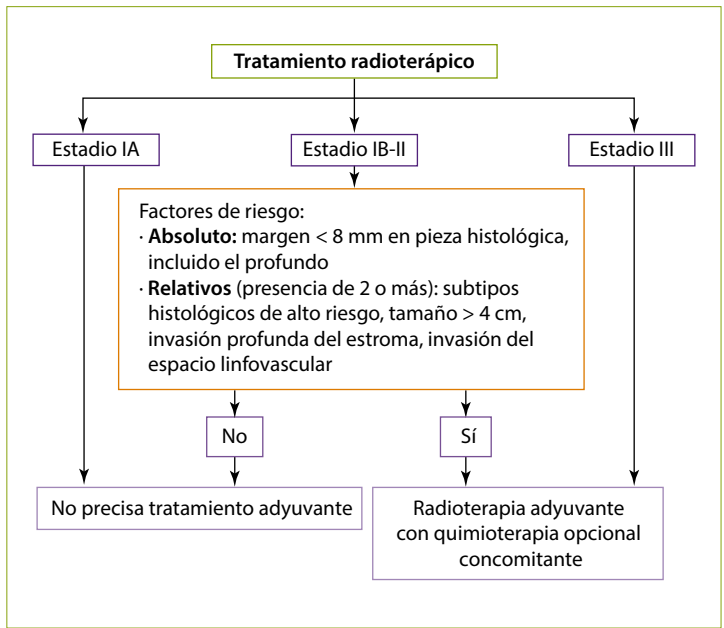 Tratamiento radioterápico
Estadio IA
Estadio IB-II
Estadio III
Factores de riesgo:
· Absoluto: margen < 8 mm en pieza histológica,
incluido el profundo
· Relativos (presencia de 2 o más): subtipos
histológicos de alto riesgo, tamaño > 4 cm,
invasión profunda del estroma, invasión del
espacio linfovascular
No
Sí
No precisa tratamiento adyuvante
Radioterapia adyuvante
con quimioterapia opcional
concomitante